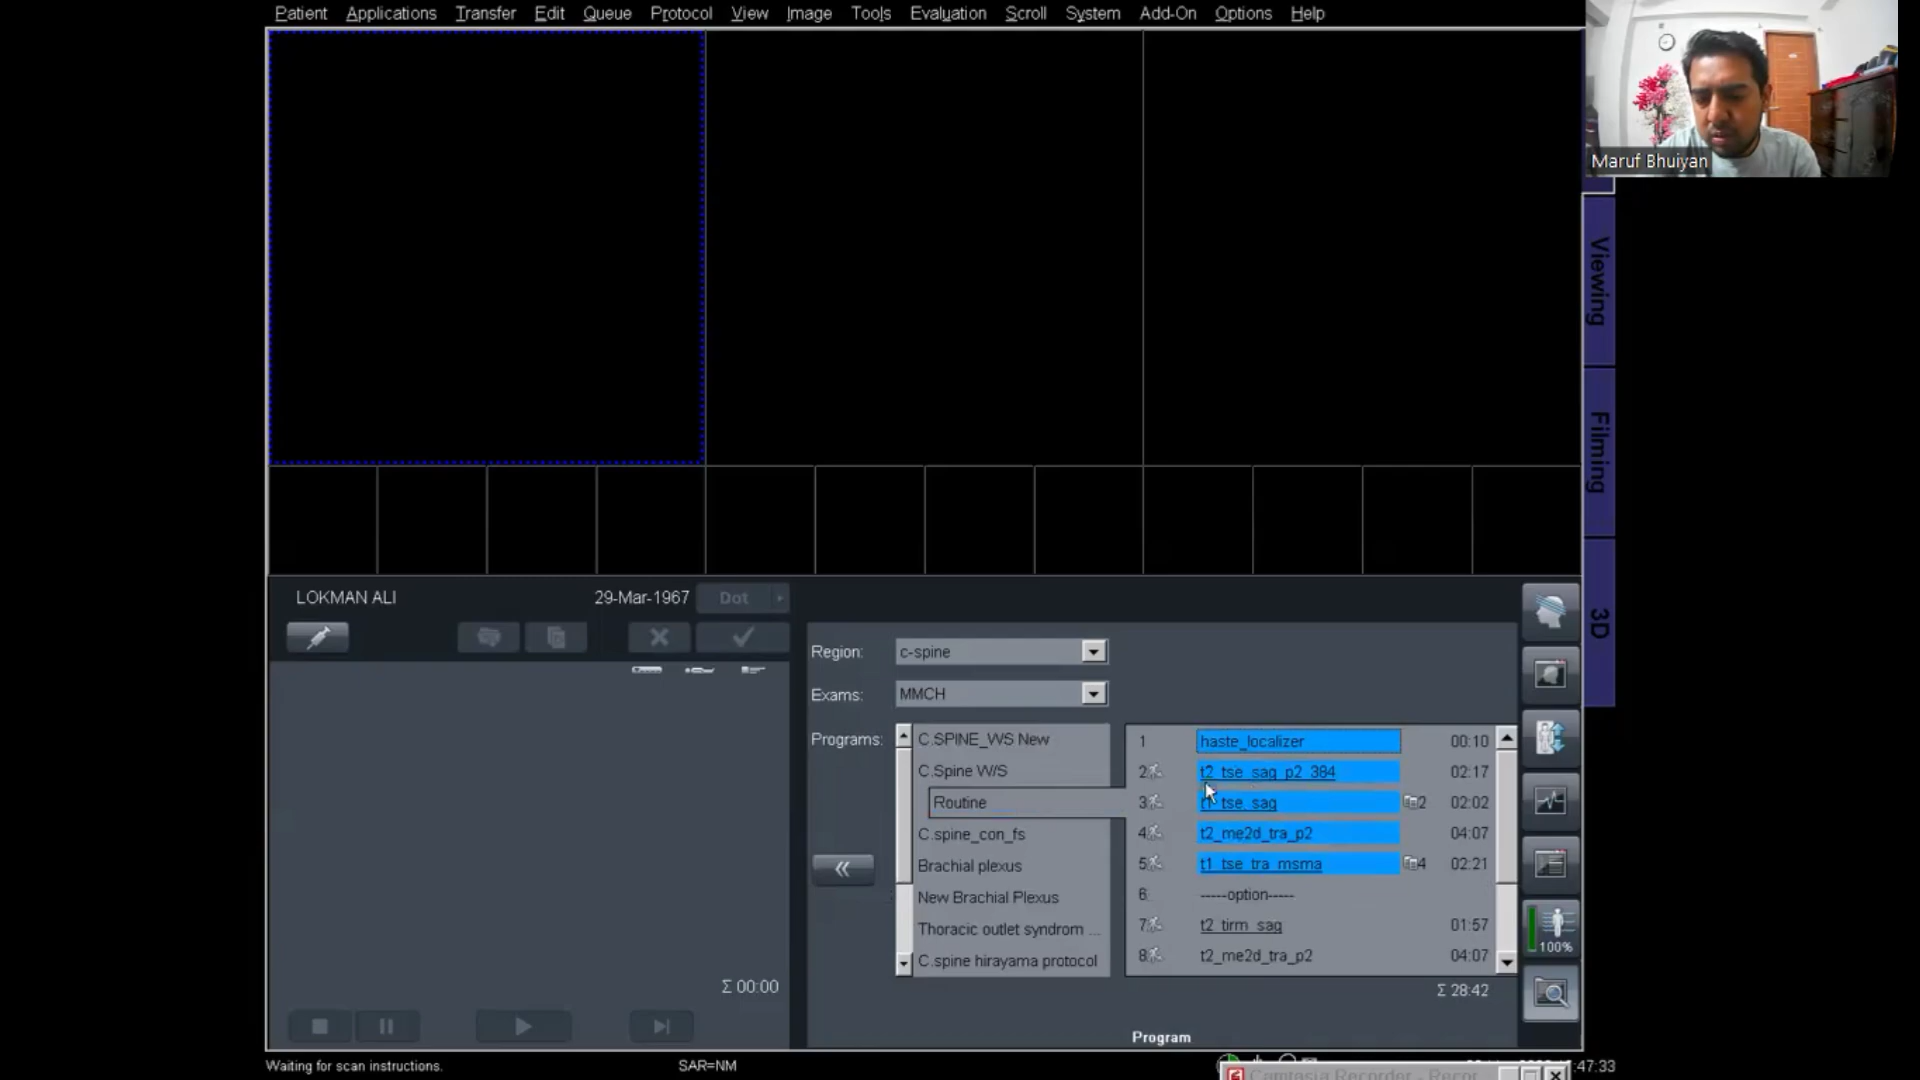 Patient Applications Transfer Edit Queue Protocol View Image Tools Evaluation Scroll System Add-On Options Help
Maruf Bhuiyan
Viewing
Filming
3D
LOKMAN ALI 29-Mar-1967 Dot
Region: c-spine
Exams: MMCH
Programs:
C.SPINE_WS New
C.Spine W/S
Routine
C.spine_con_fs
Brachial plexus
New Brachial Plexus
Thoracic outlet syndrom ...
C.spine hirayama protocol
1 haste_localizer 00:10
2 t2_tse_sag_p2_384 02:17
3 t1_tse_sag 2 02:02
4 t2_me2d_tra_p2 04:07
5 t1_tse_tra_msma 4 02:21
6 -----option-----
7 t2_tirm_sag 01:57
8 t2_me2d_tra_p2 04:07
100%
Σ 00:00
Σ 28:42
Program
Waiting for scan instructions. SAR=NM :47:33
Camtasia Recorder - Recor